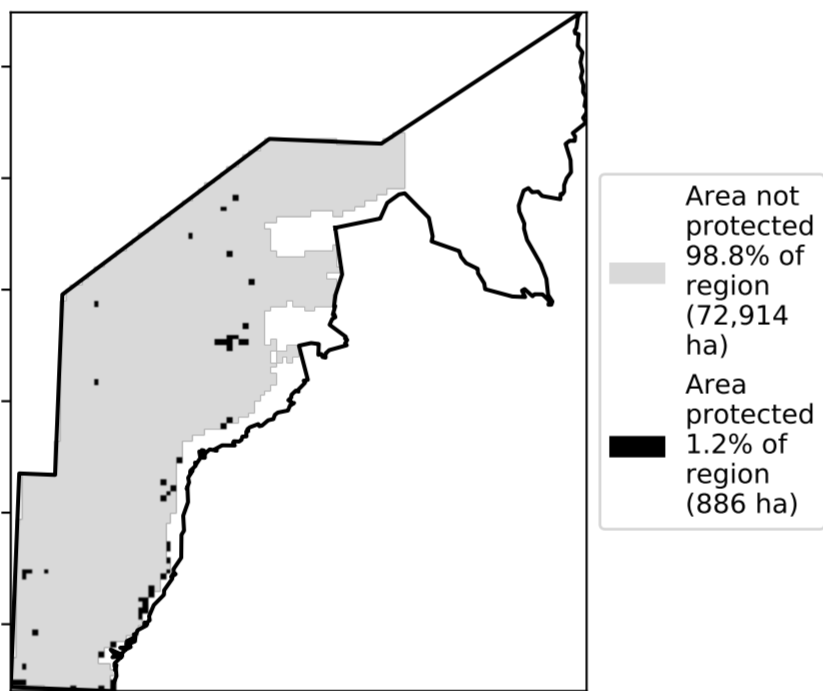 Area not
protected
98.8% of
region
(72,914
ha)
Area
protected
1.2% of
region
(886 ha)